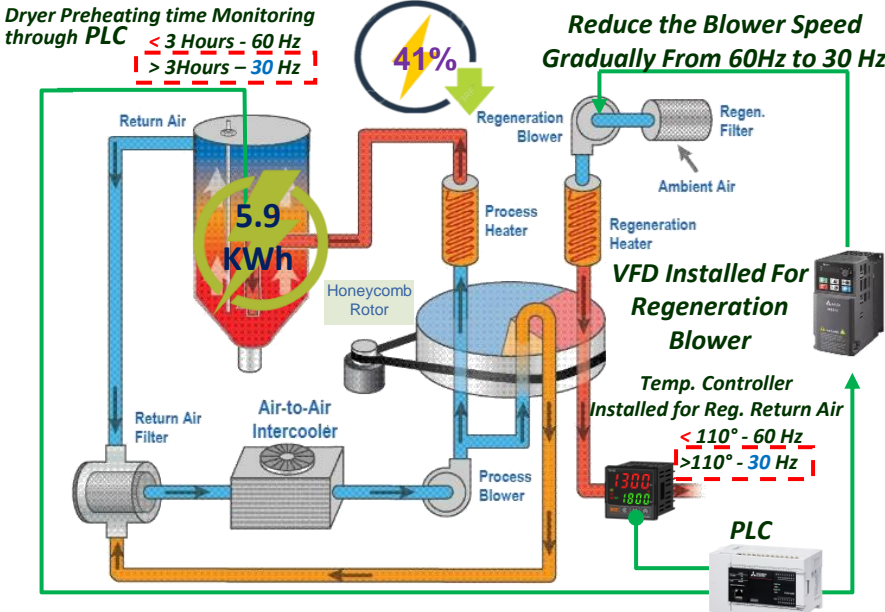 Dryer Preheating time Monitoring
through PLC
< 3 Hours - 60 Hz
> 3Hours – 30 Hz
41%
Reduce the Blower Speed
Gradually From 60Hz to 30 Hz
Return Air
Regeneration
Blower
Regen.
Filter
Ambient Air
5.9
KWh
Process
Heater
Regeneration
Heater
Honeycomb
Rotor
VFD Installed For
Regeneration
Blower
Temp. Controller
Installed for Reg. Return Air
< 110° - 60 Hz
>110° - 30 Hz
Return Air
Filter
Air-to-Air
Intercooler
Process
Blower
1300
1800
PLC